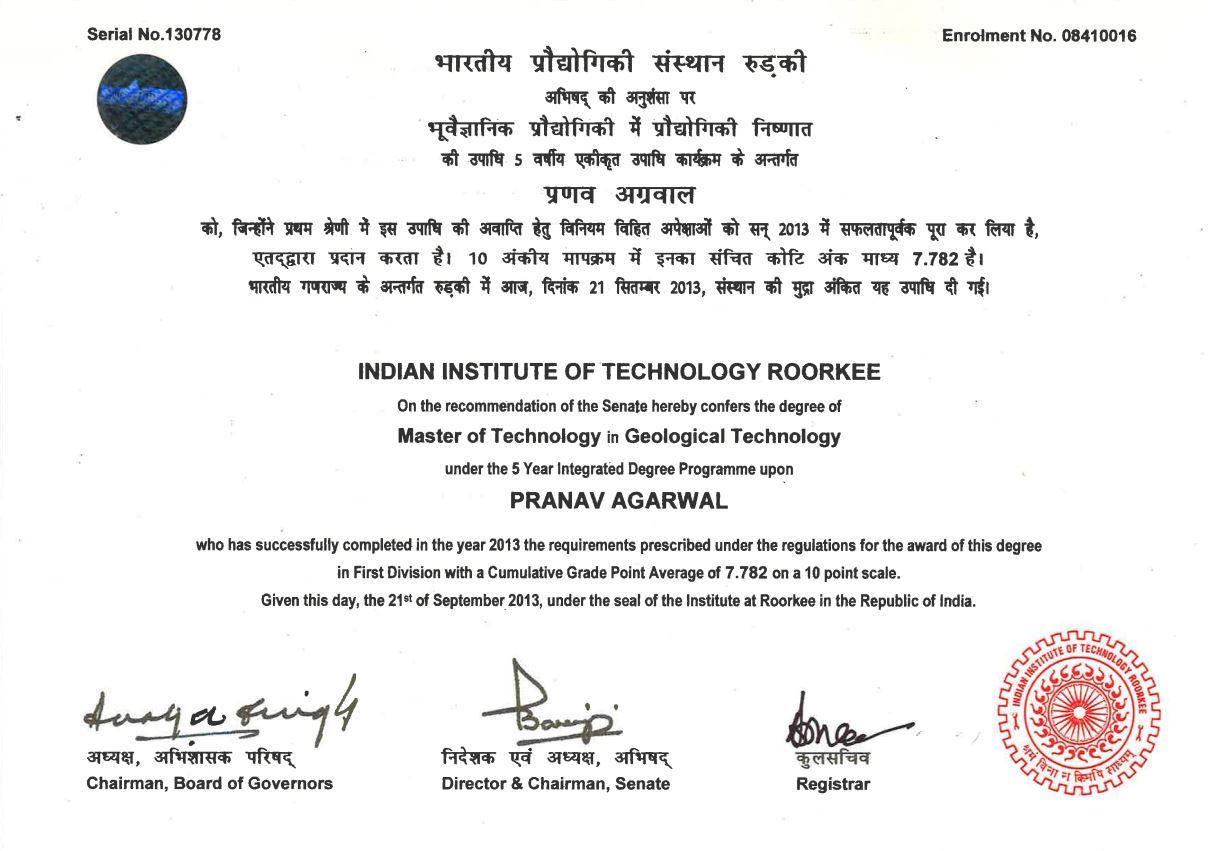 Serial No.130778
Enrolment No. 08410016
भारतीय प्रौद्योगिकी संस्थान रुड़की
अभिषद् की अनुशंसा पर
भूवैज्ञानिक प्रौद्योगिकी में प्रौद्योगिकी निष्णात
की उपाधि 5 वर्षीय एकीकृत उपाधि कार्यक्रम के अन्तर्गत
प्रणव अग्रवाल
को, जिन्होंने प्रथम श्रेणी में इस उपाधि की अवाप्ति हेतु विनियम विहित अपेक्षाओं को सन् 2013 में सफलतापूर्वक पूरा कर लिया है,
एतद्द्वारा प्रदान करता है। 10 अंकीय मापक्रम में इनका संचित कोटि अंक माध्य 7.782 है।
भारतीय गणराज्य के अन्तर्गत रुड़की में आज, दिनांक 21 सितम्बर 2013, संस्थान की मुद्रा अंकित यह उपाधि दी गई।
INDIAN INSTITUTE OF TECHNOLOGY ROORKEE
On the recommendation of the Senate hereby confers the degree of
Master of Technology in Geological Technology
under the 5 Year Integrated Degree Programme upon
PRANAV AGARWAL
who has successfully completed in the year 2013 the requirements prescribed under the regulations for the award of this degree
in First Division with a Cumulative Grade Point Average of 7.782 on a 10 point scale.
Given this day, the 21st of September 2013, under the seal of the Institute at Roorkee in the Republic of India.
INDIAN INSTITUTE OF TECHNOLOGY ROORKEE
श्रमं विना न किमपि साध्यम्
अध्यक्ष, अभिशासक परिषद्
निदेशक एवं अध्यक्ष, अभिषद्
कुलसचिव
Chairman, Board of Governors
Director & Chairman, Senate
Registrar